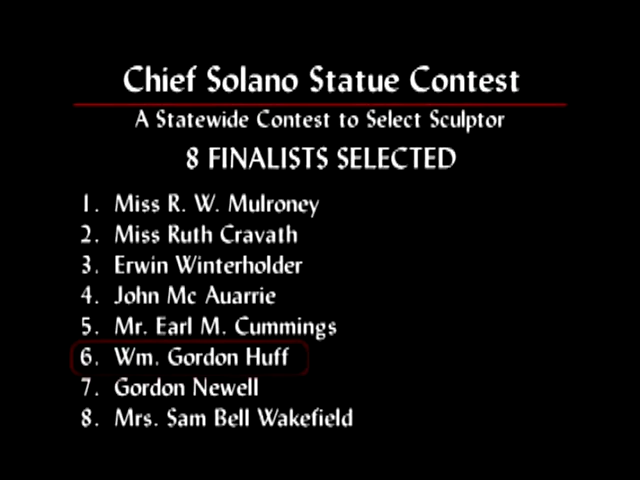 Chief Solano Statue Contest
A Statewide Contest to Select Sculptor
8 FINALISTS SELECTED
1. Miss R. W. Mulroney
2. Miss Ruth Cravath
3. Erwin Winterholder
4. John Mc Auarrie
5. Mr. Earl M. Cummings
6. Wm. Gordon Huff
7. Gordon Newell
8. Mrs. Sam Bell Wakefield